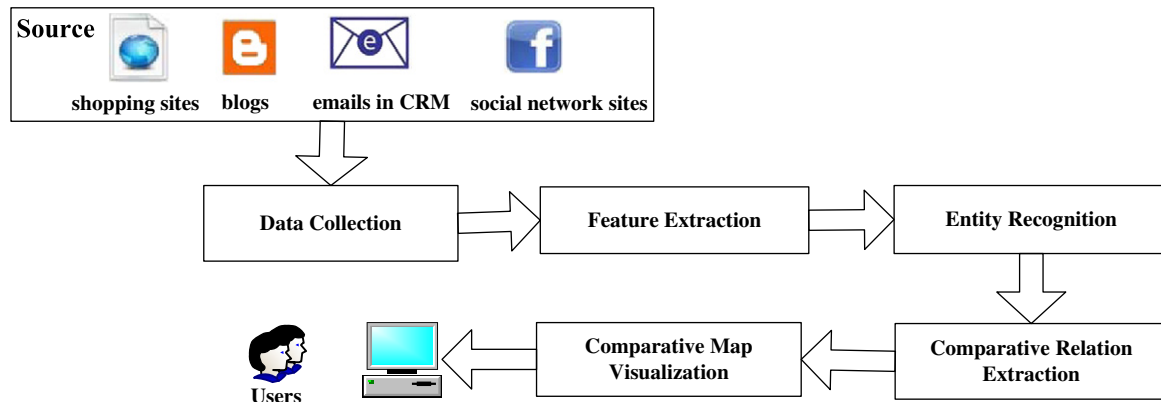 Source
shopping sites
blogs
emails in CRM
social network sites
Data Collection
Feature Extraction
Entity Recognition
Comparative Map
Visualization
Comparative Relation
Extraction
Users